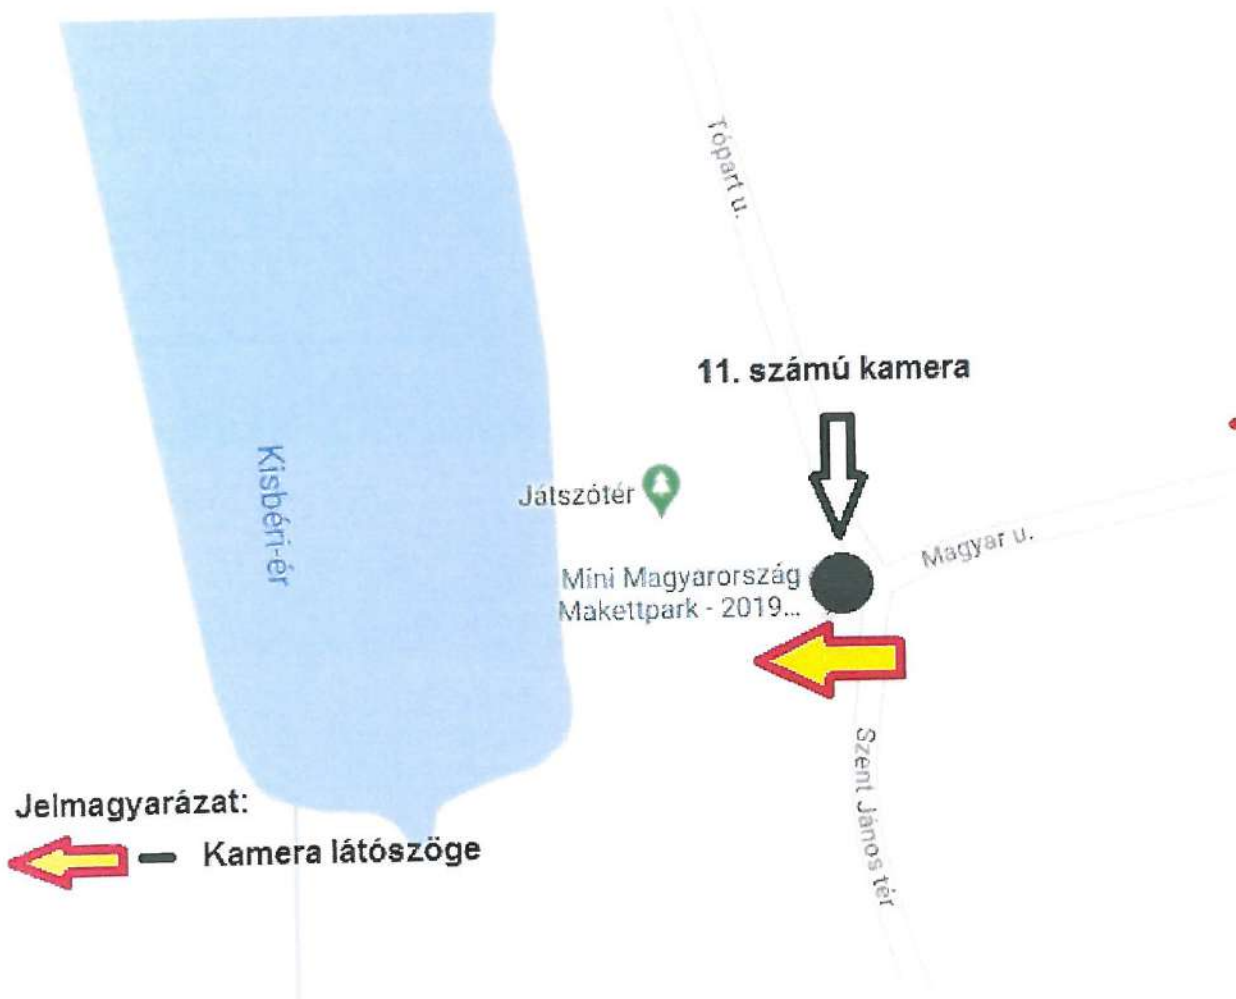 Tópart u.
11. számú kamera
Kisbéri-ér
Játszótér
Magyar u.
Mini Magyarország
Makettpark - 2019...
Szent János tér
Jelmagyarázat:
Kamera látószöge